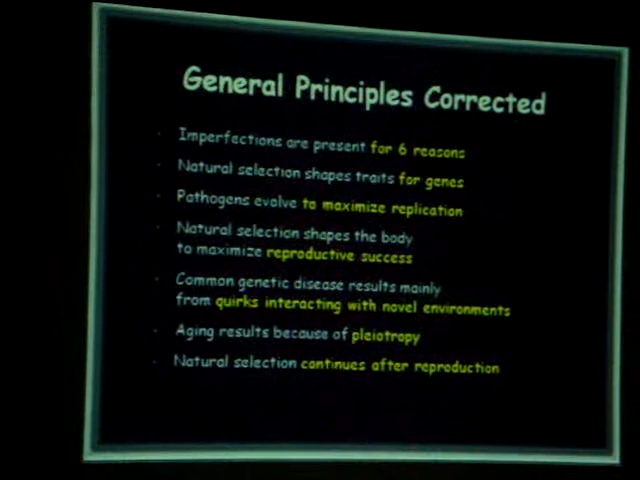 General Principles Corrected
Imperfections are present for 6 reasons
Natural selection shapes traits for genes
Pathogens evolve to maximize replication
Natural selection shapes the body
to maximize reproductive success
Common genetic disease results mainly
from quirks interacting with novel environments
Aging results because of pleiotropy
Natural selection continues after reproduction